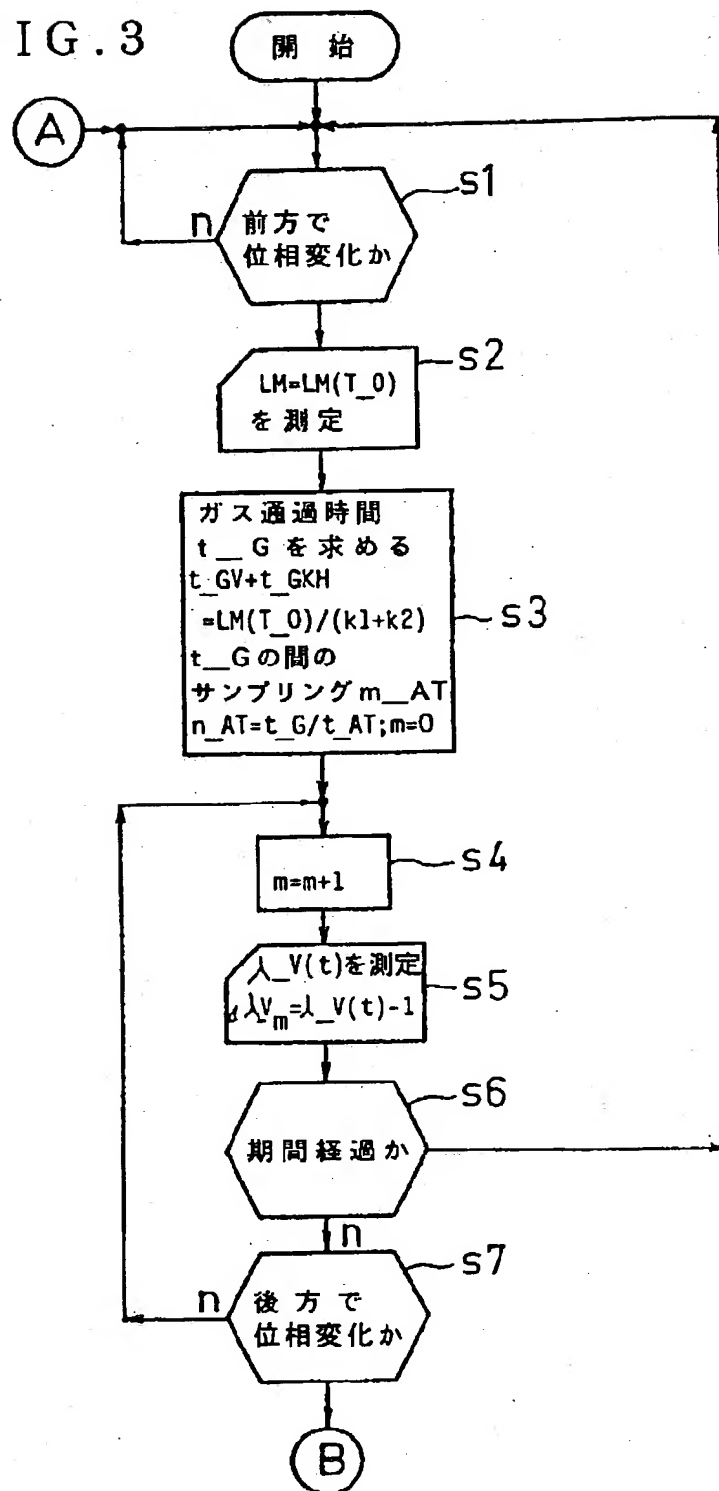 IG.3
開始
A
s1
n
前方で
位相変化か
s2
LM=LM(T_0)
を測定
ガス通過時間
t__Gを求める
t_GV+t_GKH
=LM(T_0)/(k1+k2)
t__Gの間の
サンプリングm__AT
n_AT=t_G/t_AT;m=0
s3
s4
m=m+1
λ_V(t)を測定
s5
λV_m=λ_V(t)-1
s6
期間経過か
n
s7
n
後方で
位相変化か
B